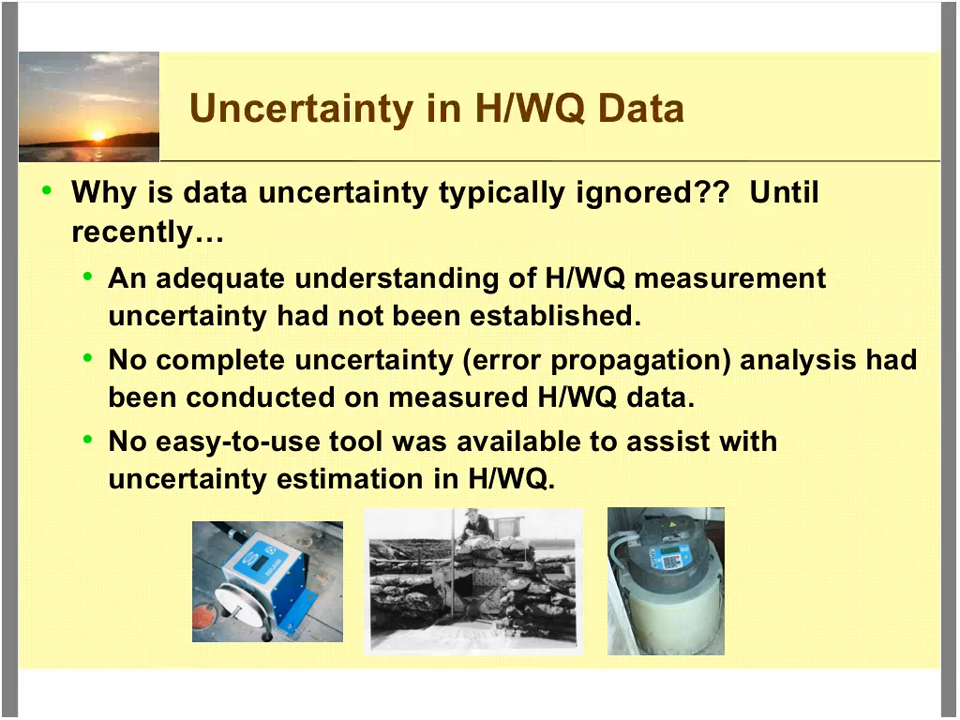 Uncertainty in H/WQ Data
• Why is data uncertainty typically ignored??  Until
recently…
• An adequate understanding of H/WQ measurement
uncertainty had not been established.
• No complete uncertainty (error propagation) analysis had
been conducted on measured H/WQ data.
• No easy-to-use tool was available to assist with
uncertainty estimation in H/WQ.